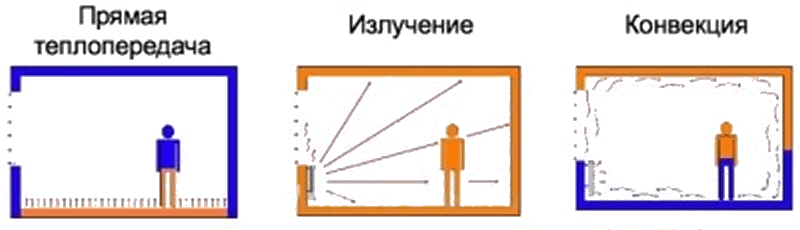 Прямая
теплопередача
Излучение
Конвекция